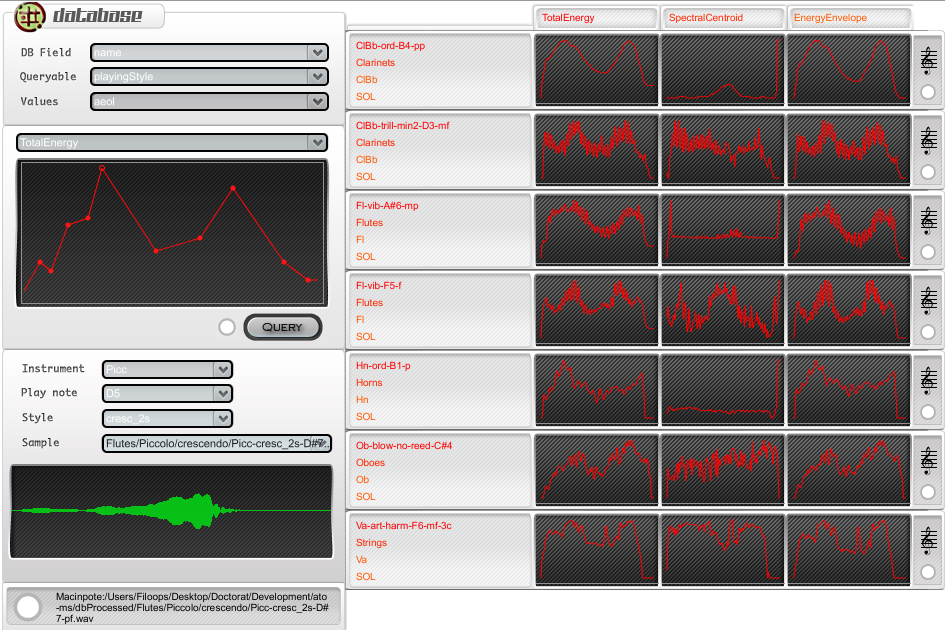 database
DB Field
name
Queryable
playingStyle
Values
aeol
TotalEnergy
QUERY
Instrument
Picc
Play note
D5
Style
cresc_2s
Sample
Flutes/Piccolo/crescendo/Picc-cresc_2s-D#7..
Macinpote:/Users/Filoops/Desktop/Doctorat/Development/ato
-ms/dbProcessed/Flutes/Piccolo/crescendo/Picc-cresc_2s-D#
7-pf.wav
TotalEnergy
SpectralCentroid
EnergyEnvelope
ClBb-ord-B4-pp
Clarinets
ClBb
SOL
ClBb-trill-min2-D3-mf
Clarinets
ClBb
SOL
Fl-vib-A#6-mp
Flutes
Fl
SOL
Fl-vib-F5-f
Flutes
Fl
SOL
Hn-ord-B1-p
Horns
Hn
SOL
Ob-blow-no-reed-C#4
Oboes
Ob
SOL
Va-art-harm-F6-mf-3c
Strings
Va
SOL